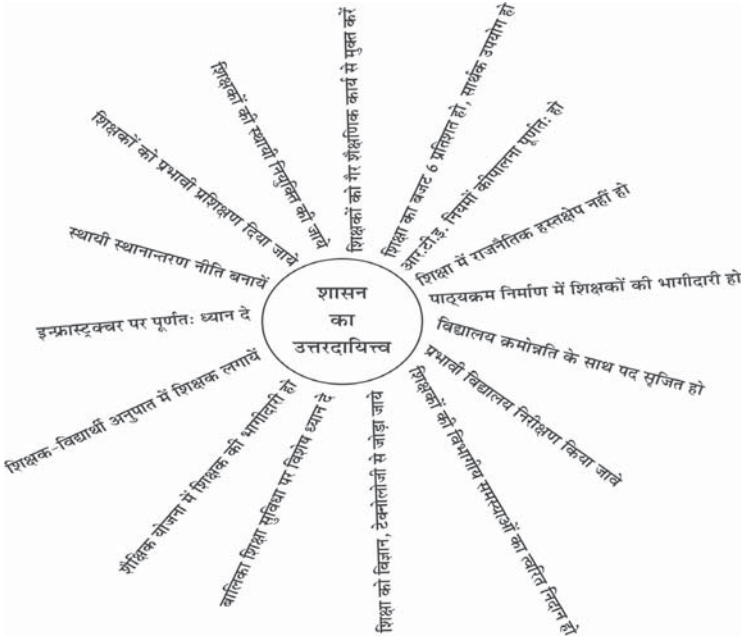 शासन
का
उत्तरदायित्त्व
शिक्षकों को गैर शैक्षणिक कार्य से मुक्त करें
शिक्षा का बजट 6 प्रतिशत हो, सार्थक उपयोग हो
आर.टी.इ. नियमों कीपालना पूर्णतः हो
शिक्षा में राजनैतिक हस्तक्षेप नहीं हो
पाठ्यक्रम निर्माण में शिक्षकों की भागीदारी हो
विद्यालय क्रमोन्नति के साथ पद सृजित हो
प्रभावी विद्यालय निरीक्षण किया जावे
शिक्षकों की विभागीय समस्याओं का त्वरित निदान हो
शिक्षा को विज्ञान, टेक्नोलोजी से जोड़ा जाये
बालिका शिक्षा सुविधा पर विशेष ध्यान दे
शैक्षिक योजना में शिक्षक की भागीदारी हो
शिक्षक-विद्यार्थी अनुपात में शिक्षक लगायें
इन्फ्रास्ट्रक्चर पर पूर्णतः ध्यान दे
स्थायी स्थानान्तरण नीति बनायें
शिक्षकों को प्रभावी प्रशिक्षण दिया जाये
शिक्षकों की स्थायी नियुक्ति की जायें